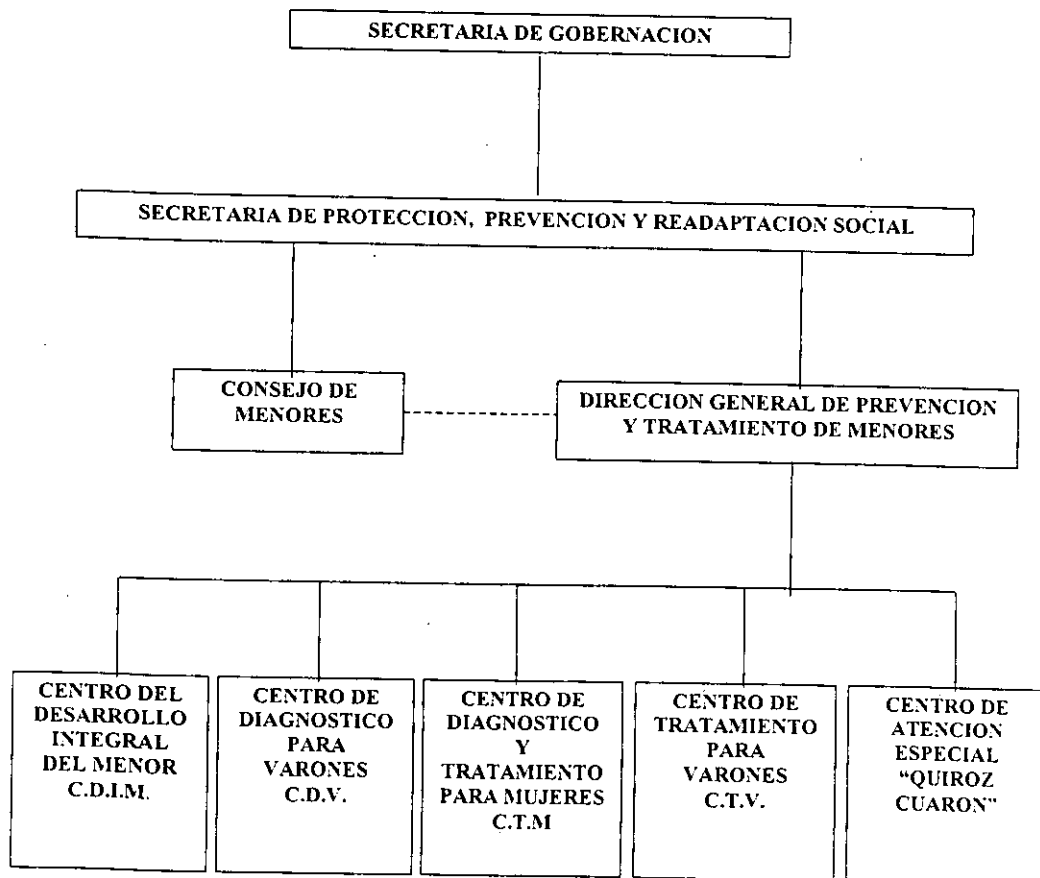 SECRETARIA DE GOBERNACION
SECRETARIA DE PROTECCION, PREVENCION Y READAPTACION SOCIAL
CONSEJO DE
MENORES
DIRECCION GENERAL DE PREVENCION
Y TRATAMIENTO DE MENORES
CENTRO DEL
DESARROLLO
INTEGRAL
DEL MENOR
C.D.I.M.
CENTRO DE
DIAGNOSTICO
PARA
VARONES
C.D.V.
CENTRO DE
DIAGNOSTICO
Y
TRATAMIENTO
PARA MUJERES
C.T.M
CENTRO DE
TRATAMIENTO
PARA
VARONES
C.T.V.
CENTRO DE
ATENCION
ESPECIAL
“QUIROZ
CUARON”